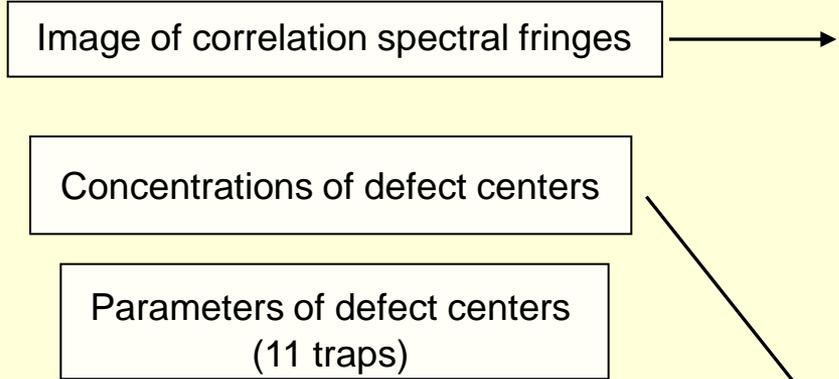 Image of correlation spectral fringes
Concentrations of defect centers
Parameters of defect centers
(11 traps)